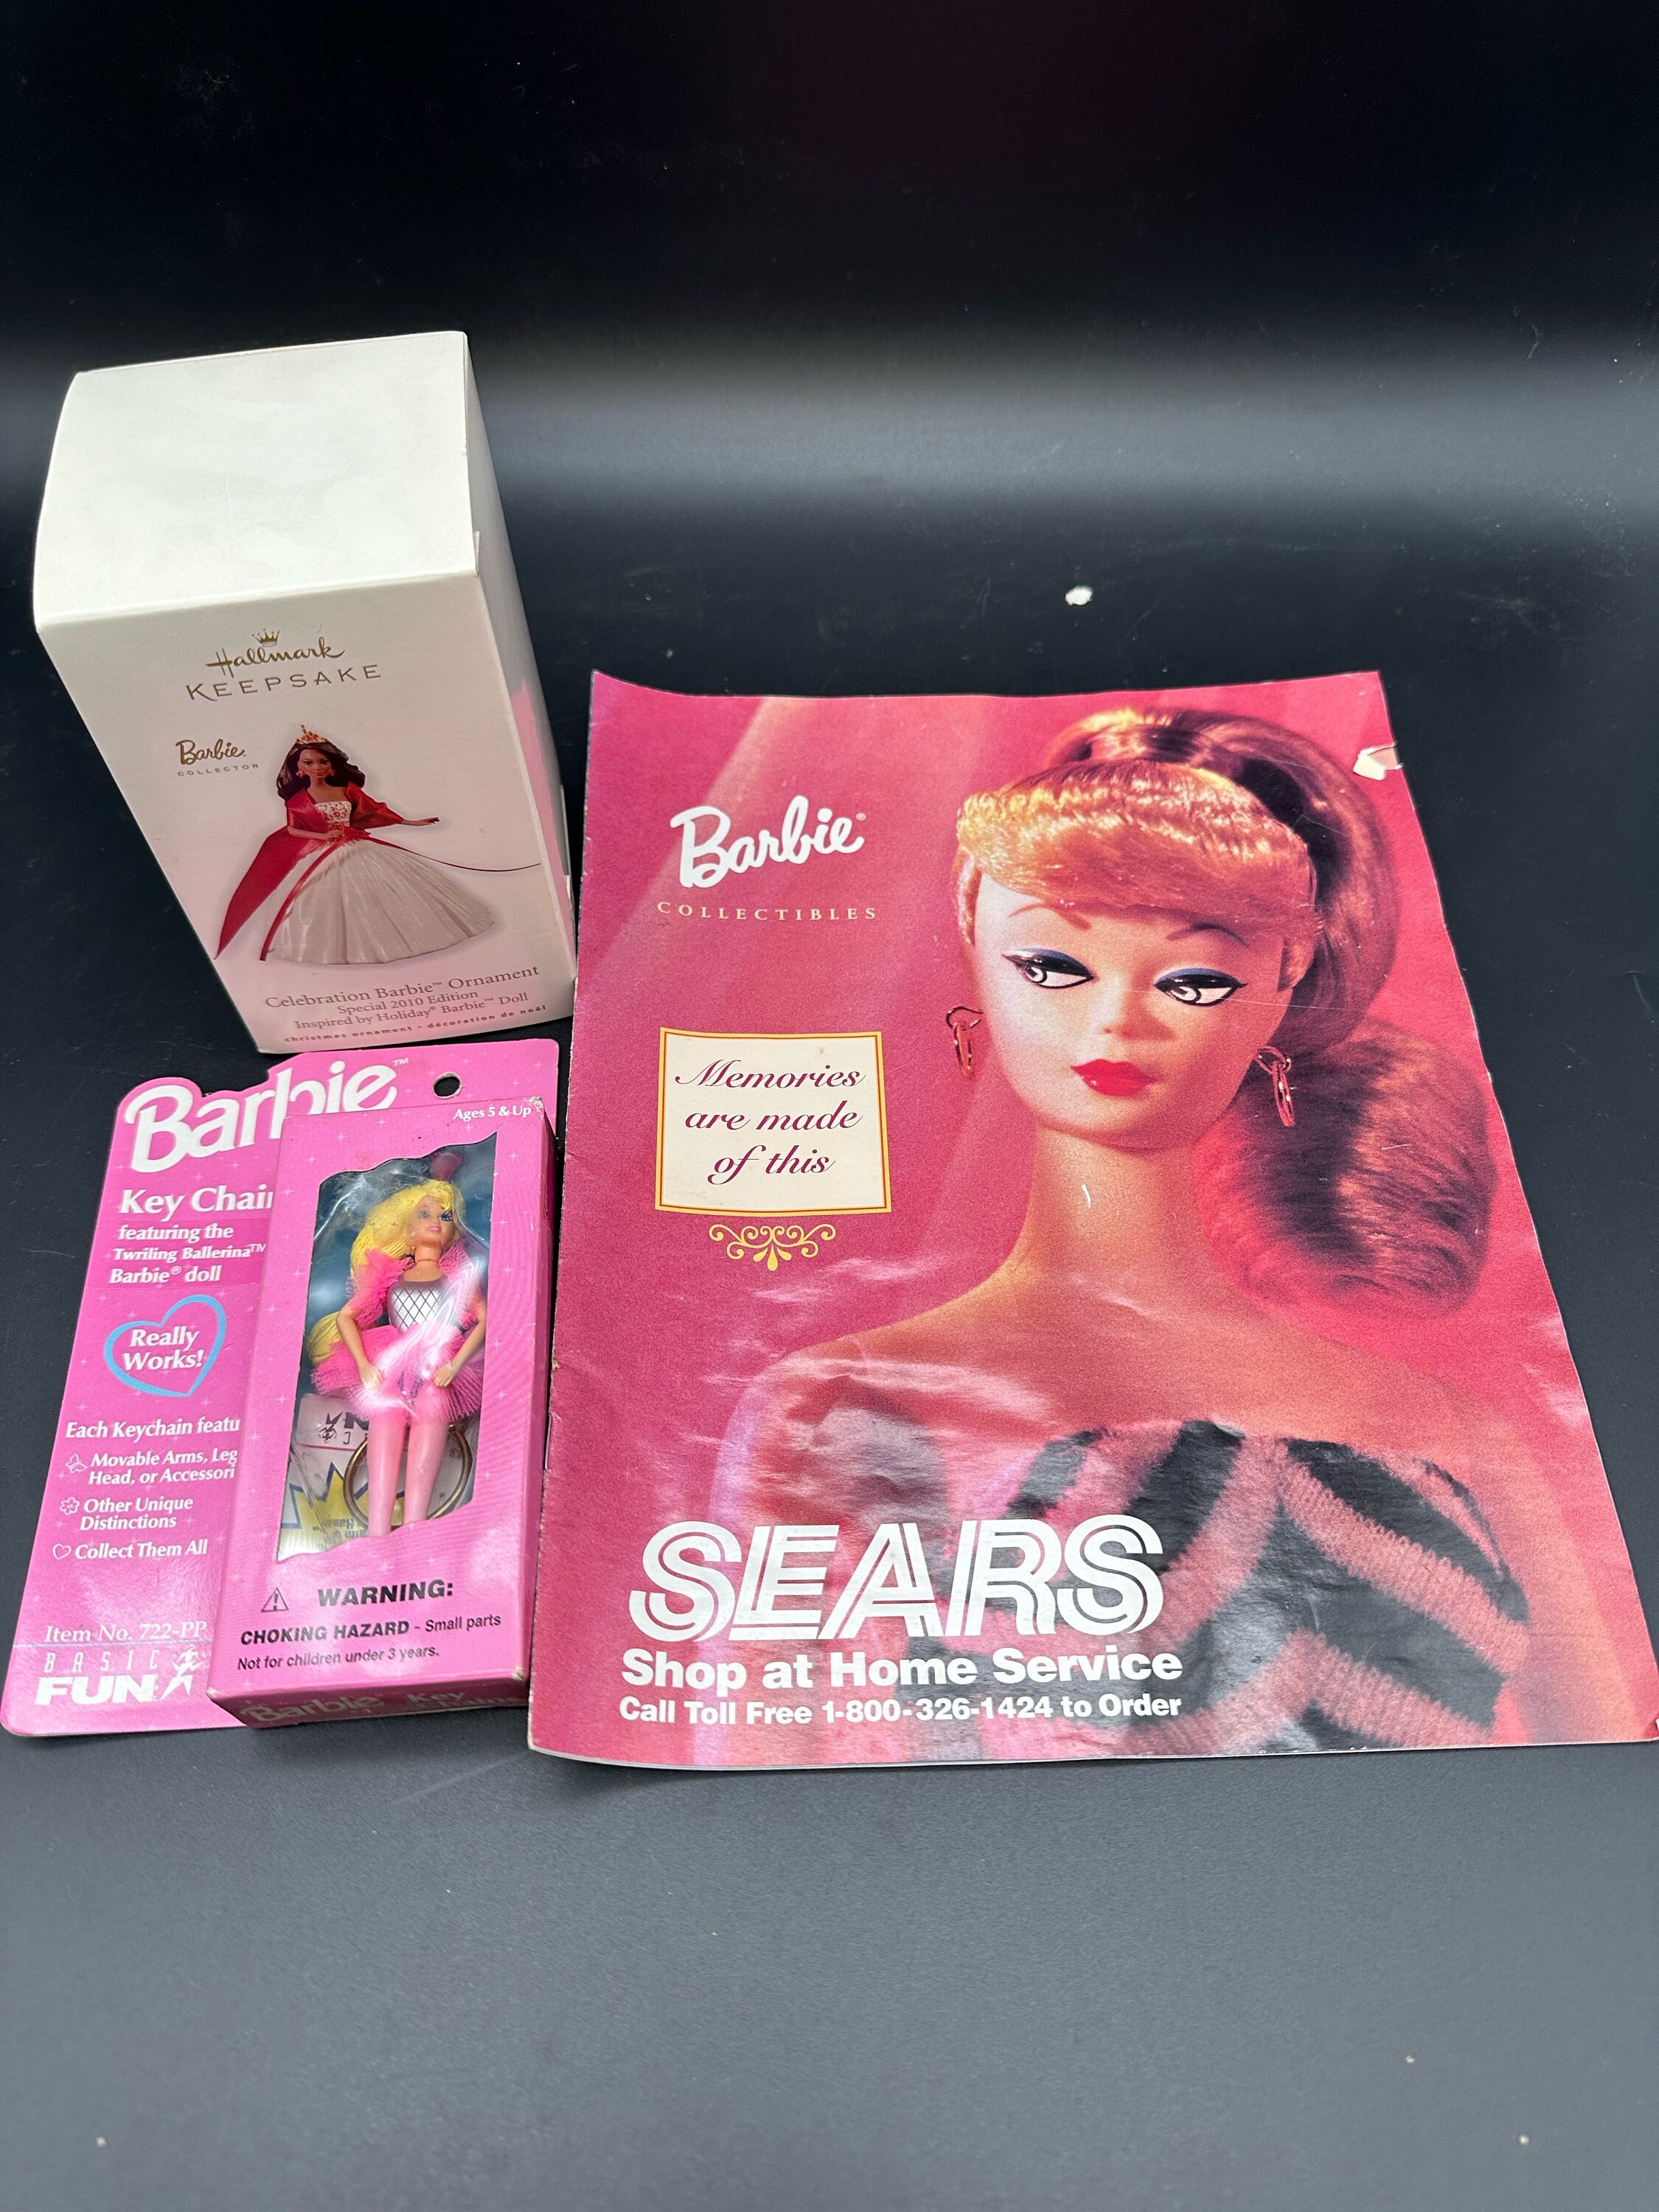 Hallmark
KEEPSAKE
Barbie™
COLLECTOR
Celebration Barbie™ Ornament
Special 2010 Edition
Inspired by Holiday® Barbie™ Doll
christmas ornament • décoration de noël
Barbie™
Key Chai
featuring the
Twriling Ballerina™
Barbie® doll
Really
Works!
Each Keychain featu
Movable Arms, Leg
Head, or Accessori
Other Unique
Distinctions
Collect Them All
Item No. 722-PP
BASIC
FUN
Ages 5 & Up
WARNING:
CHOKING HAZARD - Small parts
Not for children under 3 years.
Barbie Key
Barbie®
COLLECTIBLES
Memories
are made
of this
SEARS
Shop at Home Service
Call Toll Free 1-800-326-1424 to Order